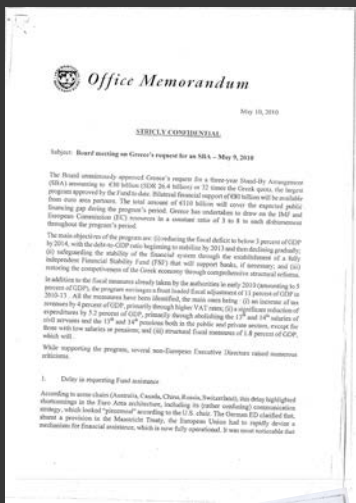 Office Memorandum
May 10, 2010
STRICTLY CONFIDENTIAL
Subject: Board meeting on Greece's request for an SBA – May 9, 2010
The Board unanimously approved Greece's request for a three-year Stand-By Arrangement
(SBA) amounting to €30 billion (SDR 26.4 billion) or 32 times the Greek quota, the largest
program approved by the Fund to date. Bilateral financial support of €80 billion will be available
from euro area partners. The total amount of €110 billion will cover the expected public
financing gap during the program's period. Greece has undertaken to draw on the IMF and
European Commission (EC) resources in a constant ratio of 3 to 8 in each disbursement
throughout the program's period.
The main objectives of the program are: (i) reducing the fiscal deficit to below 3 percent of GDP
by 2014, with the debt-to-GDP ratio beginning to stabilize by 2013 and then declining gradually;
(ii) safeguarding the stability of the financial system through the establishment of a fully
independent Financial Stability Fund (FSF) that will support banks, if necessary; and (iii)
restoring the competitiveness of the Greek economy through comprehensive structural reforms.
In addition to the fiscal measures already taken by the authorities in early 2010 (amounting to 5
percent of GDP), the program envisages a front loaded fiscal adjustment of 11 percent of GDP in
2010-13. All the measures have been identified, the main ones being: (i) an increase of tax
revenues by 4 percent of GDP, primarily through higher VAT rates; (ii) a significant reduction of
expenditures by 5.2 percent of GDP, primarily through abolishing the 13th and 14th salaries of
civil servants and the 13th and 14th pensions both in the public and private sectors, except for
those with low salaries or pensions; and (iii) structural fiscal measures of 1.8 percent of GDP,
which will
While supporting the program, several non-European Executive Directors raised numerous
criticisms.
1. Delay in requesting Fund assistance
According to some chairs (Australia, Canada, China, Russia, Switzerland), this delay highlighted
shortcomings in the Euro Area architecture, including its (rather confusing) communication
strategy, which looked "piecemeal" according to the U.S. chair. The German ED clarified that,
absent a provision in the Maastricht Treaty, the European Union had to rapidly devise a
mechanism for financial assistance, which is now fully operational. It was most noticeable that